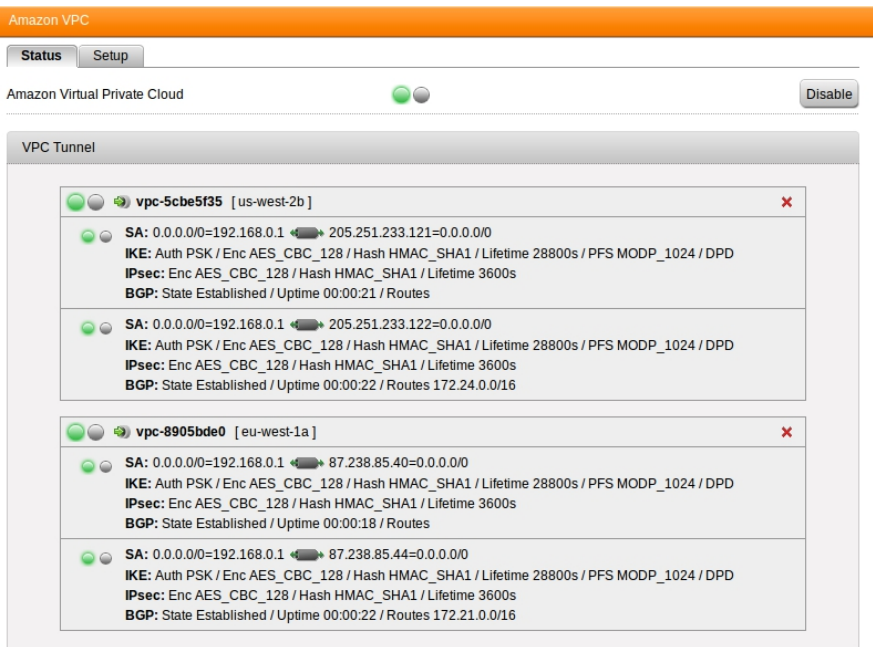 Amazon VPC
Status Setup
Amazon Virtual Private Cloud Disable
VPC Tunnel
vpc-5cbe5f35 [ us-west-2b ]
SA: 0.0.0.0/0=192.168.0.1 205.251.233.121=0.0.0.0/0
IKE: Auth PSK / Enc AES_CBC_128 / Hash HMAC_SHA1 / Lifetime 28800s / PFS MODP_1024 / DPD
IPsec: Enc AES_CBC_128 / Hash HMAC_SHA1 / Lifetime 3600s
BGP: State Established / Uptime 00:00:21 / Routes
SA: 0.0.0.0/0=192.168.0.1 205.251.233.122=0.0.0.0/0
IKE: Auth PSK / Enc AES_CBC_128 / Hash HMAC_SHA1 / Lifetime 28800s / PFS MODP_1024 / DPD
IPsec: Enc AES_CBC_128 / Hash HMAC_SHA1 / Lifetime 3600s
BGP: State Established / Uptime 00:00:22 / Routes 172.24.0.0/16
vpc-8905bde0 [ eu-west-1a ]
SA: 0.0.0.0/0=192.168.0.1 87.238.85.40=0.0.0.0/0
IKE: Auth PSK / Enc AES_CBC_128 / Hash HMAC_SHA1 / Lifetime 28800s / PFS MODP_1024 / DPD
IPsec: Enc AES_CBC_128 / Hash HMAC_SHA1 / Lifetime 3600s
BGP: State Established / Uptime 00:00:18 / Routes
SA: 0.0.0.0/0=192.168.0.1 87.238.85.44=0.0.0.0/0
IKE: Auth PSK / Enc AES_CBC_128 / Hash HMAC_SHA1 / Lifetime 28800s / PFS MODP_1024 / DPD
IPsec: Enc AES_CBC_128 / Hash HMAC_SHA1 / Lifetime 3600s
BGP: State Established / Uptime 00:00:22 / Routes 172.21.0.0/16